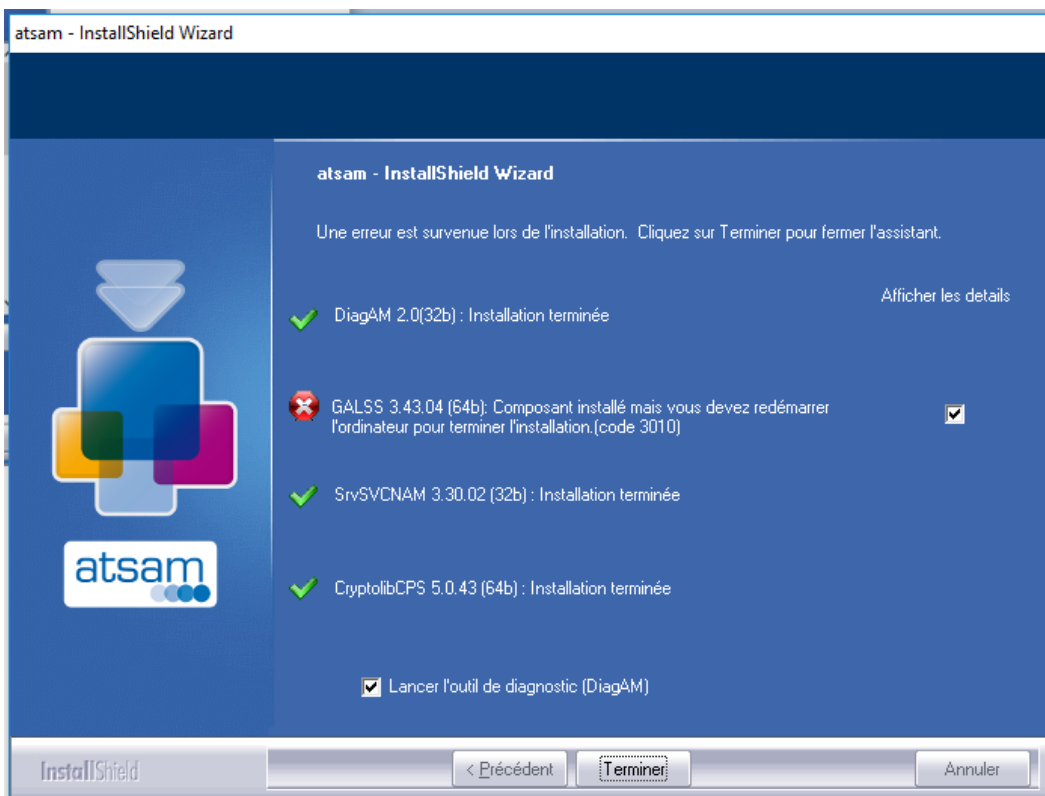 atsam - InstallShield Wizard
atsam - InstallShield Wizard
Une erreur est survenue lors de l'installation. Cliquez sur Terminer pour fermer l'assistant.
Afficher les details
DiagAM 2.0(32b) : Installation terminée
GALSS 3.43.04 (64b): Composant installé mais vous devez redémarrer
l'ordinateur pour terminer l'installation.(code 3010)
SrvSVCNAM 3.30.02 (32b) : Installation terminée
atsam
CryptolibCPS 5.0.43 (64b) : Installation terminée
Lancer l'outil de diagnostic (DiagAM)
InstallShield
< Précédent
Terminer
Annuler